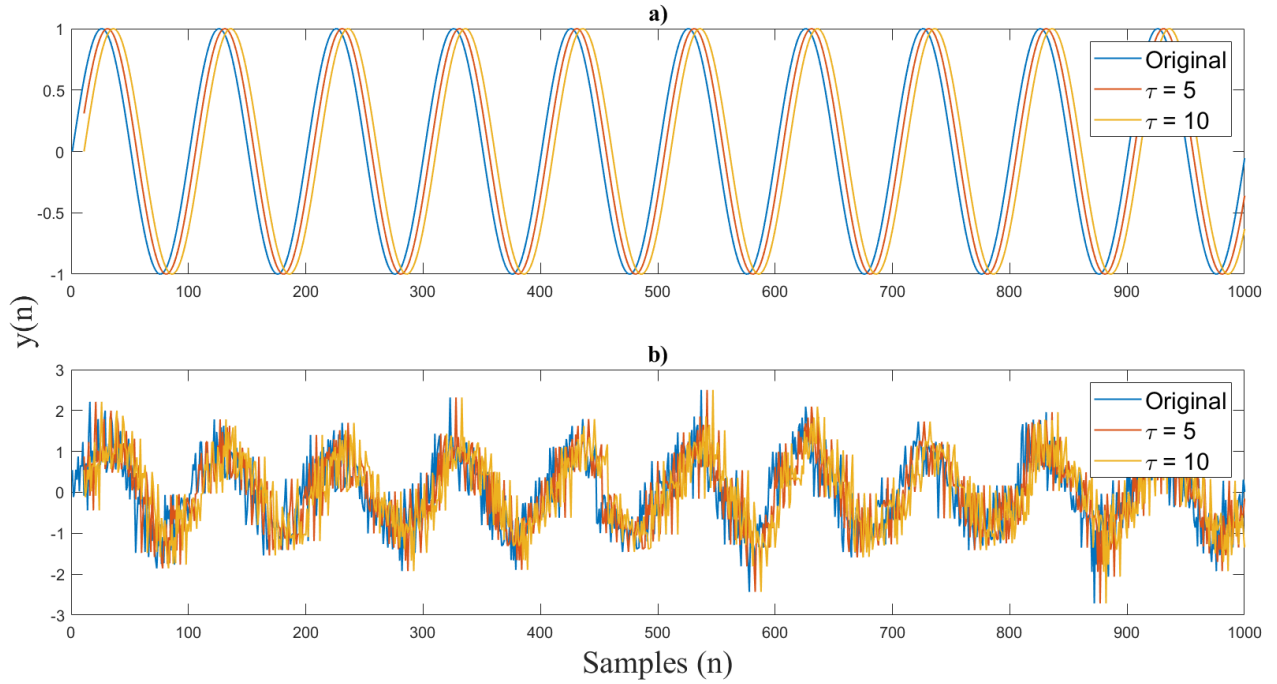 a)
1
0.5
0
-0.5
-1
0 100 200 300 400 500 600 700 800 900 1000
Original
τ = 5
τ = 10
y(n)
b)
3
2
1
0
-1
-2
-3
0 100 200 300 400 500 600 700 800 900 1000
Original
τ = 5
τ = 10
Samples (n)